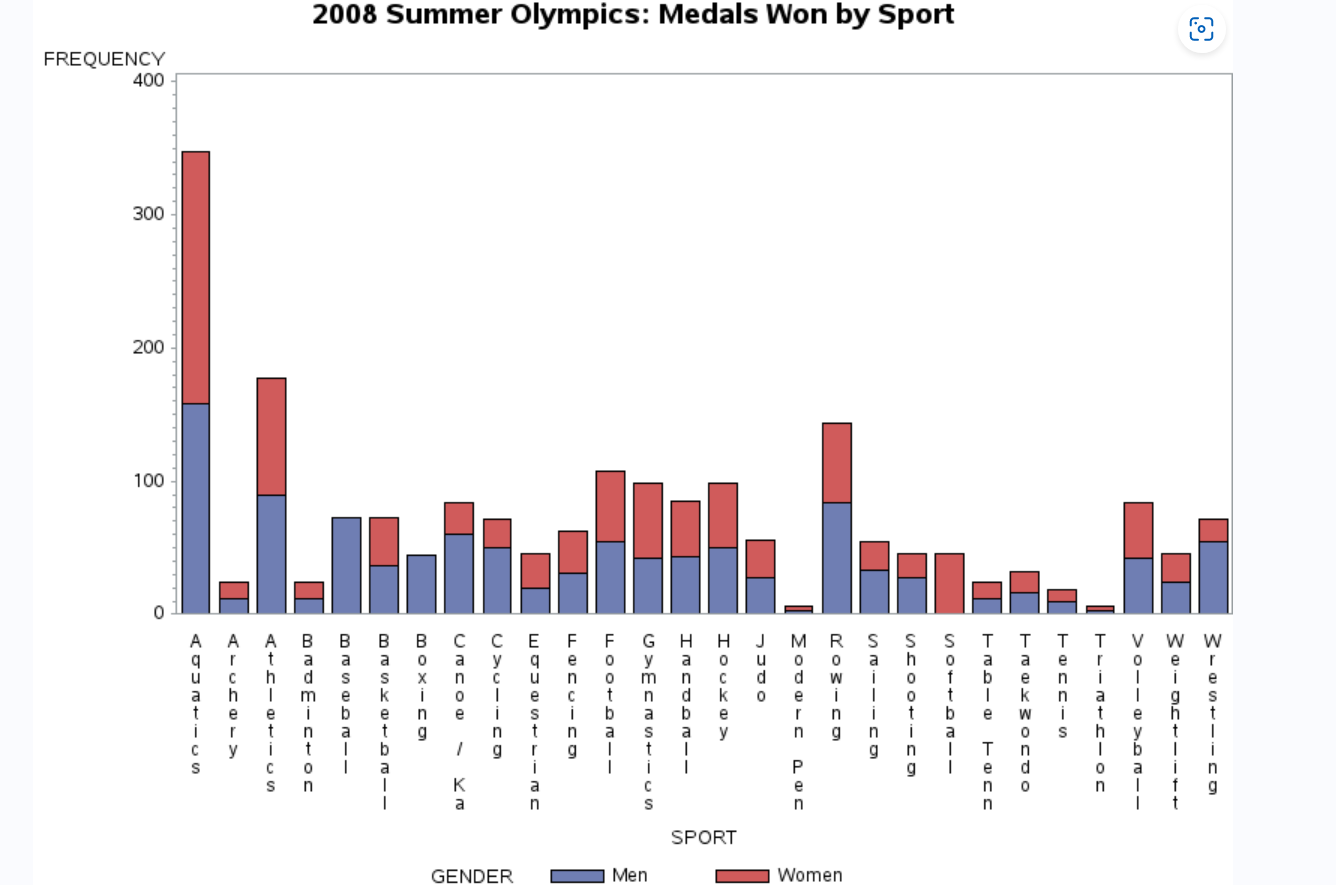 2008 Summer Olympics: Medals Won by Sport
FREQUENCY
400
300
200
100
0
Aquatics
Archery
Athletics
Badminton
Baseball
Basketball
Boxing
Canoe / Ka
Cycling
Equestrian
Fencing
Football
Gymnastics
Handball
Hockey
Judo
Modern Pen
Rowing
Sailing
Shooting
Softball
Table Tenn
Taekwondo
Tennis
Triathlon
Volleyball
Weightlift
Wrestling
SPORT
GENDER Men Women